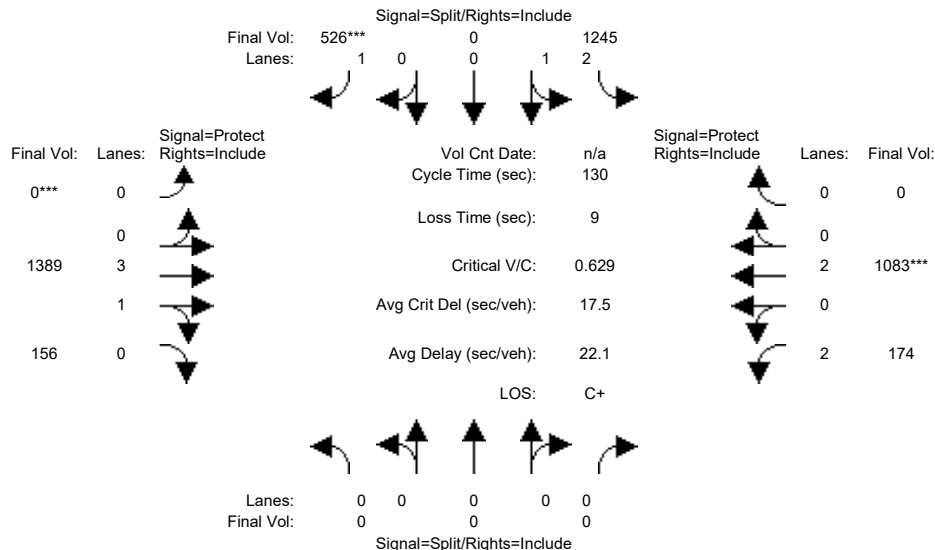 Signal=Split/Rights=Include
Final Vol: 526*** 0 1245
Lanes: 1 0 0 1 2
Signal=Protect Signal=Protect
Final Vol: Lanes: Rights=Include Vol Cnt Date: n/a Rights=Include Lanes: Final Vol:
Cycle Time (sec): 130
0*** 0 0 0
Loss Time (sec): 9
0 0
1389 3 Critical V/C: 0.629 2 1083***
1 Avg Crit Del (sec/veh): 17.5 0
156 0 Avg Delay (sec/veh): 22.1 2 174
LOS: C+
Lanes: 0 0 0 0 0
Final Vol: 0 0 0
Signal=Split/Rights=Include